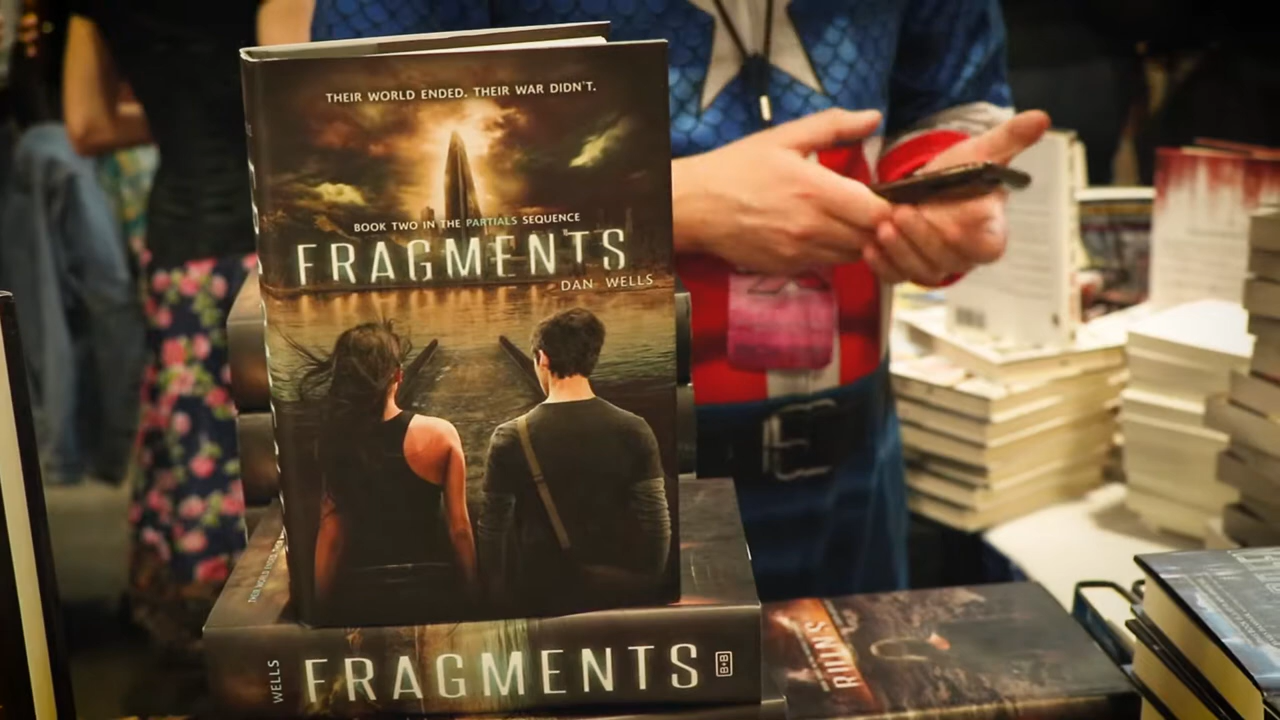 THEIR WORLD ENDED. THEIR WAR DIDN'T.
BOOK TWO IN THE PARTIALS SEQUENCE
FRAGMENTS
DAN WELLS
WELLS
FRAGMENTS
B+B
RUINS